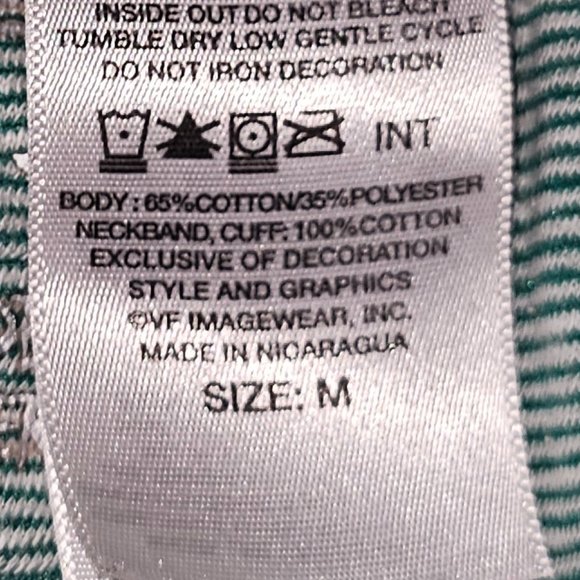 INSIDE OUT DO NOT BLEACH
TUMBLE DRY LOW GENTLE CYCLE
DO NOT IRON DECORATION
INT
BODY: 65%COTTON/35%POLYESTER
NECKBAND, CUFF: 100%COTTON
EXCLUSIVE OF DECORATION
STYLE AND GRAPHICS
©VF IMAGEWEAR, INC.
MADE IN NICARAGUA
SIZE: M